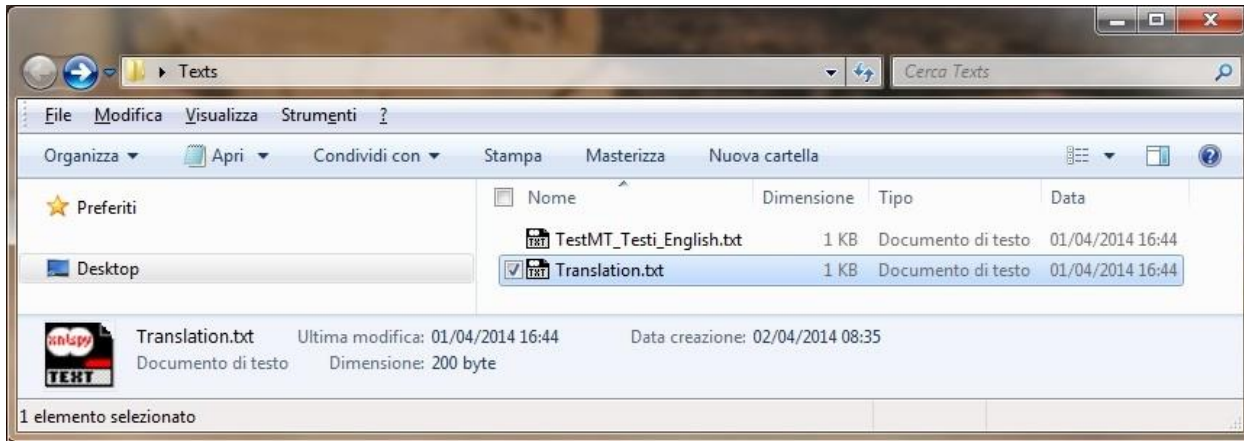 Texts
Cerca Texts
File Modifica Visualizza Strumenti ?
Organizza Apri Condividi con Stampa Masterizza Nuova cartella
Preferiti
Desktop
Nome Dimensione Tipo Data
TXT TestMT_Testi_English.txt 1 KB Documento di testo 01/04/2014 16:44
TXT Translation.txt 1 KB Documento di testo 01/04/2014 16:44
TEXT
Translation.txt Ultima modifica: 01/04/2014 16:44 Data creazione: 02/04/2014 08:35
Documento di testo Dimensione: 200 byte
1 elemento selezionato